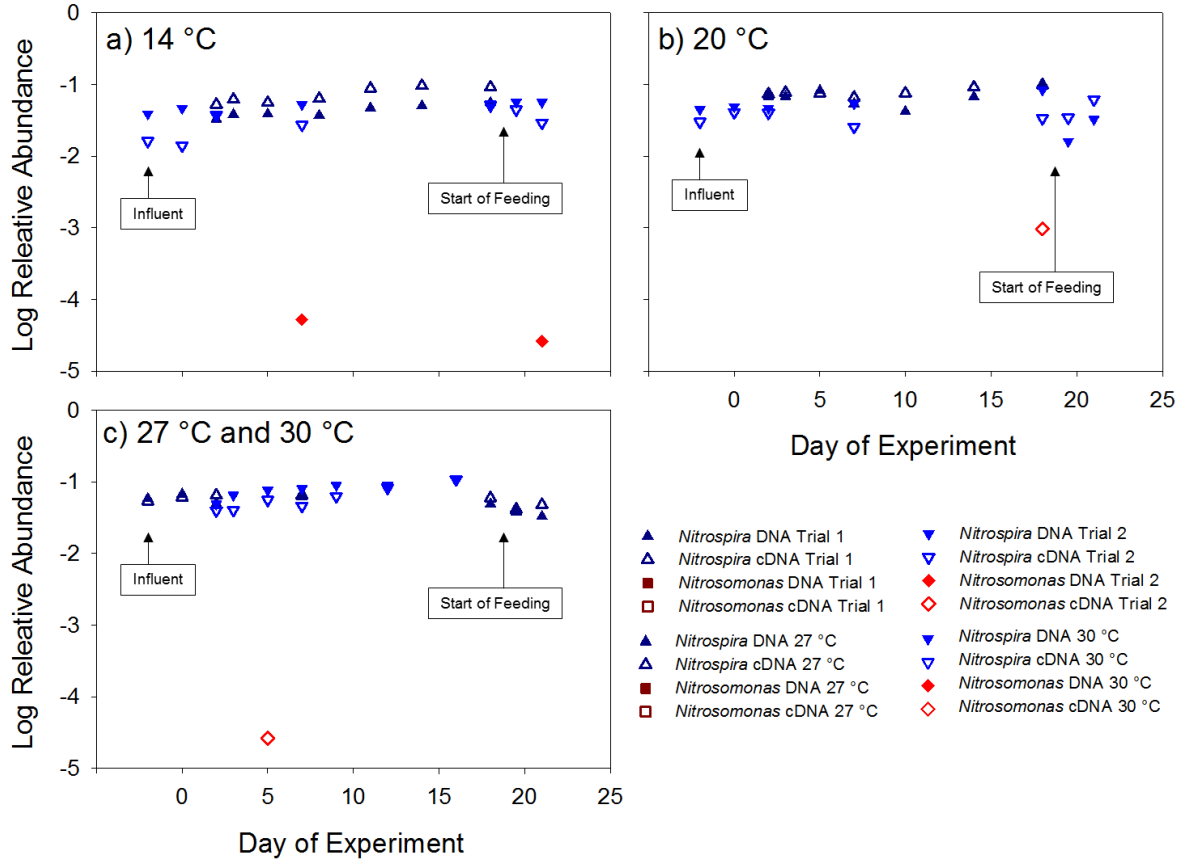 a) 14 °C
0
-1
-2
-3
-4
-5
Log Releative Abundance
Influent
Start of Feeding
b) 20 °C
Influent
Start of Feeding
0
5
10
15
20
25
Day of Experiment
c) 27 °C and 30 °C
0
-1
-2
-3
-4
-5
Log Releative Abundance
Influent
Start of Feeding
0
5
10
15
20
25
Day of Experiment
Nitrospira DNA Trial 1
Nitrospira cDNA Trial 1
Nitrosomonas DNA Trial 1
Nitrosomonas cDNA Trial 1
Nitrospira DNA 27 °C
Nitrospira cDNA 27 °C
Nitrosomonas DNA 27 °C
Nitrosomonas cDNA 27 °C
Nitrospira DNA Trial 2
Nitrospira cDNA Trial 2
Nitrosomonas DNA Trial 2
Nitrosomonas cDNA Trial 2
Nitrospira DNA 30 °C
Nitrospira cDNA 30 °C
Nitrosomonas DNA 30 °C
Nitrosomonas cDNA 30 °C